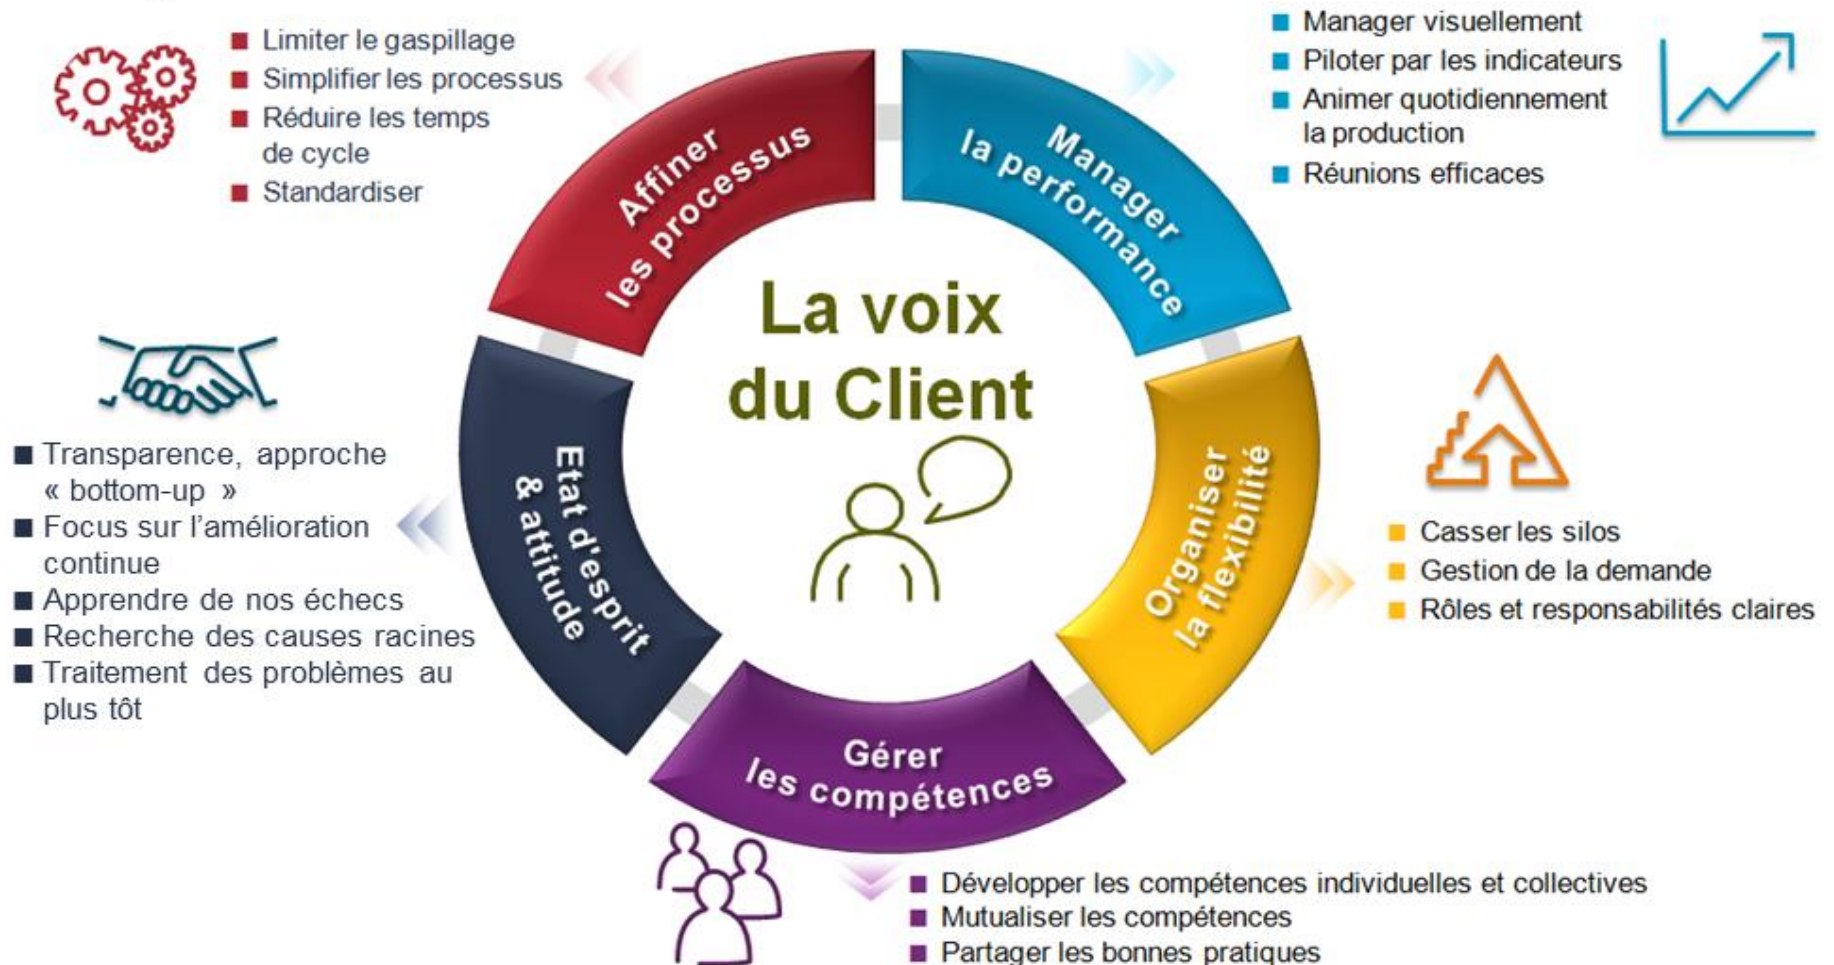 Limiter le gaspillage
Simplifier les processus
Réduire les temps
de cycle
Standardiser
Manager visuellement
Piloter par les indicateurs
Animer quotidiennement
la production
Réunions efficaces
Affiner
les processus
Manager
la performance
La voix
du Client
Transparence, approche
« bottom-up »
Focus sur l'amélioration
continue
Apprendre de nos échecs
Recherche des causes racines
Traitement des problèmes au
plus tôt
Etat d'esprit
& attitude
Organiser
la flexibilité
Casser les silos
Gestion de la demande
Rôles et responsabilités claires
Gérer
les compétences
Développer les compétences individuelles et collectives
Mutualiser les compétences
Partager les bonnes pratiques